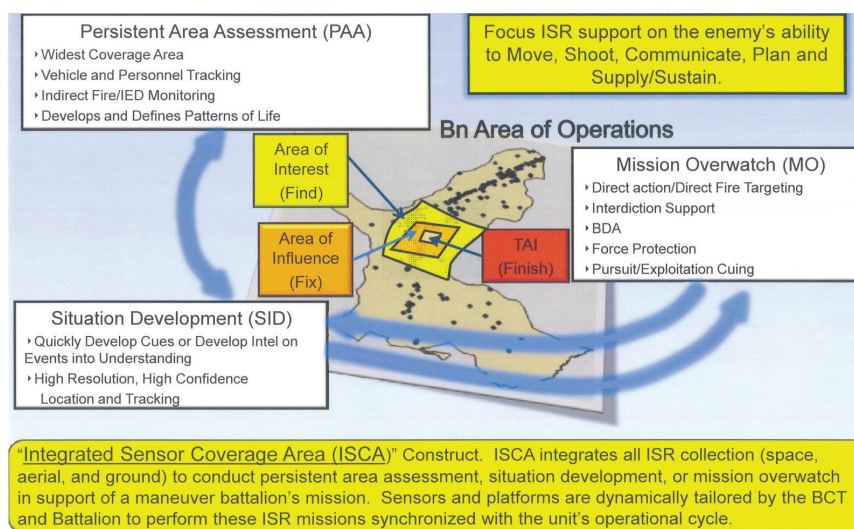 Persistent Area Assessment (PAA)
‣ Widest Coverage Area
‣ Vehicle and Personnel Tracking
‣ Indirect Fire/IED Monitoring
‣ Develops and Defines Patterns of Life
Focus ISR support on the enemy's ability
to Move, Shoot, Communicate, Plan and
Supply/Sustain.
Bn Area of Operations
Area of
Interest
(Find)
Mission Overwatch (MO)
‣ Direct action/Direct Fire Targeting
‣ Interdiction Support
‣ BDA
‣ Force Protection
‣ Pursuit/Exploitation Cuing
Area of
Influence
(Fix)
TAI
(Finish)
Situation Development (SID)
‣ Quickly Develop Cues or Develop Intel on
Events into Understanding
‣ High Resolution, High Confidence
Location and Tracking
"Integrated Sensor Coverage Area (ISCA)" Construct. ISCA integrates all ISR collection (space,
aerial, and ground) to conduct persistent area assessment, situation development, or mission overwatch
in support of a maneuver battalion's mission. Sensors and platforms are dynamically tailored by the BCT
and Battalion to perform these ISR missions synchronized with the unit's operational cycle.